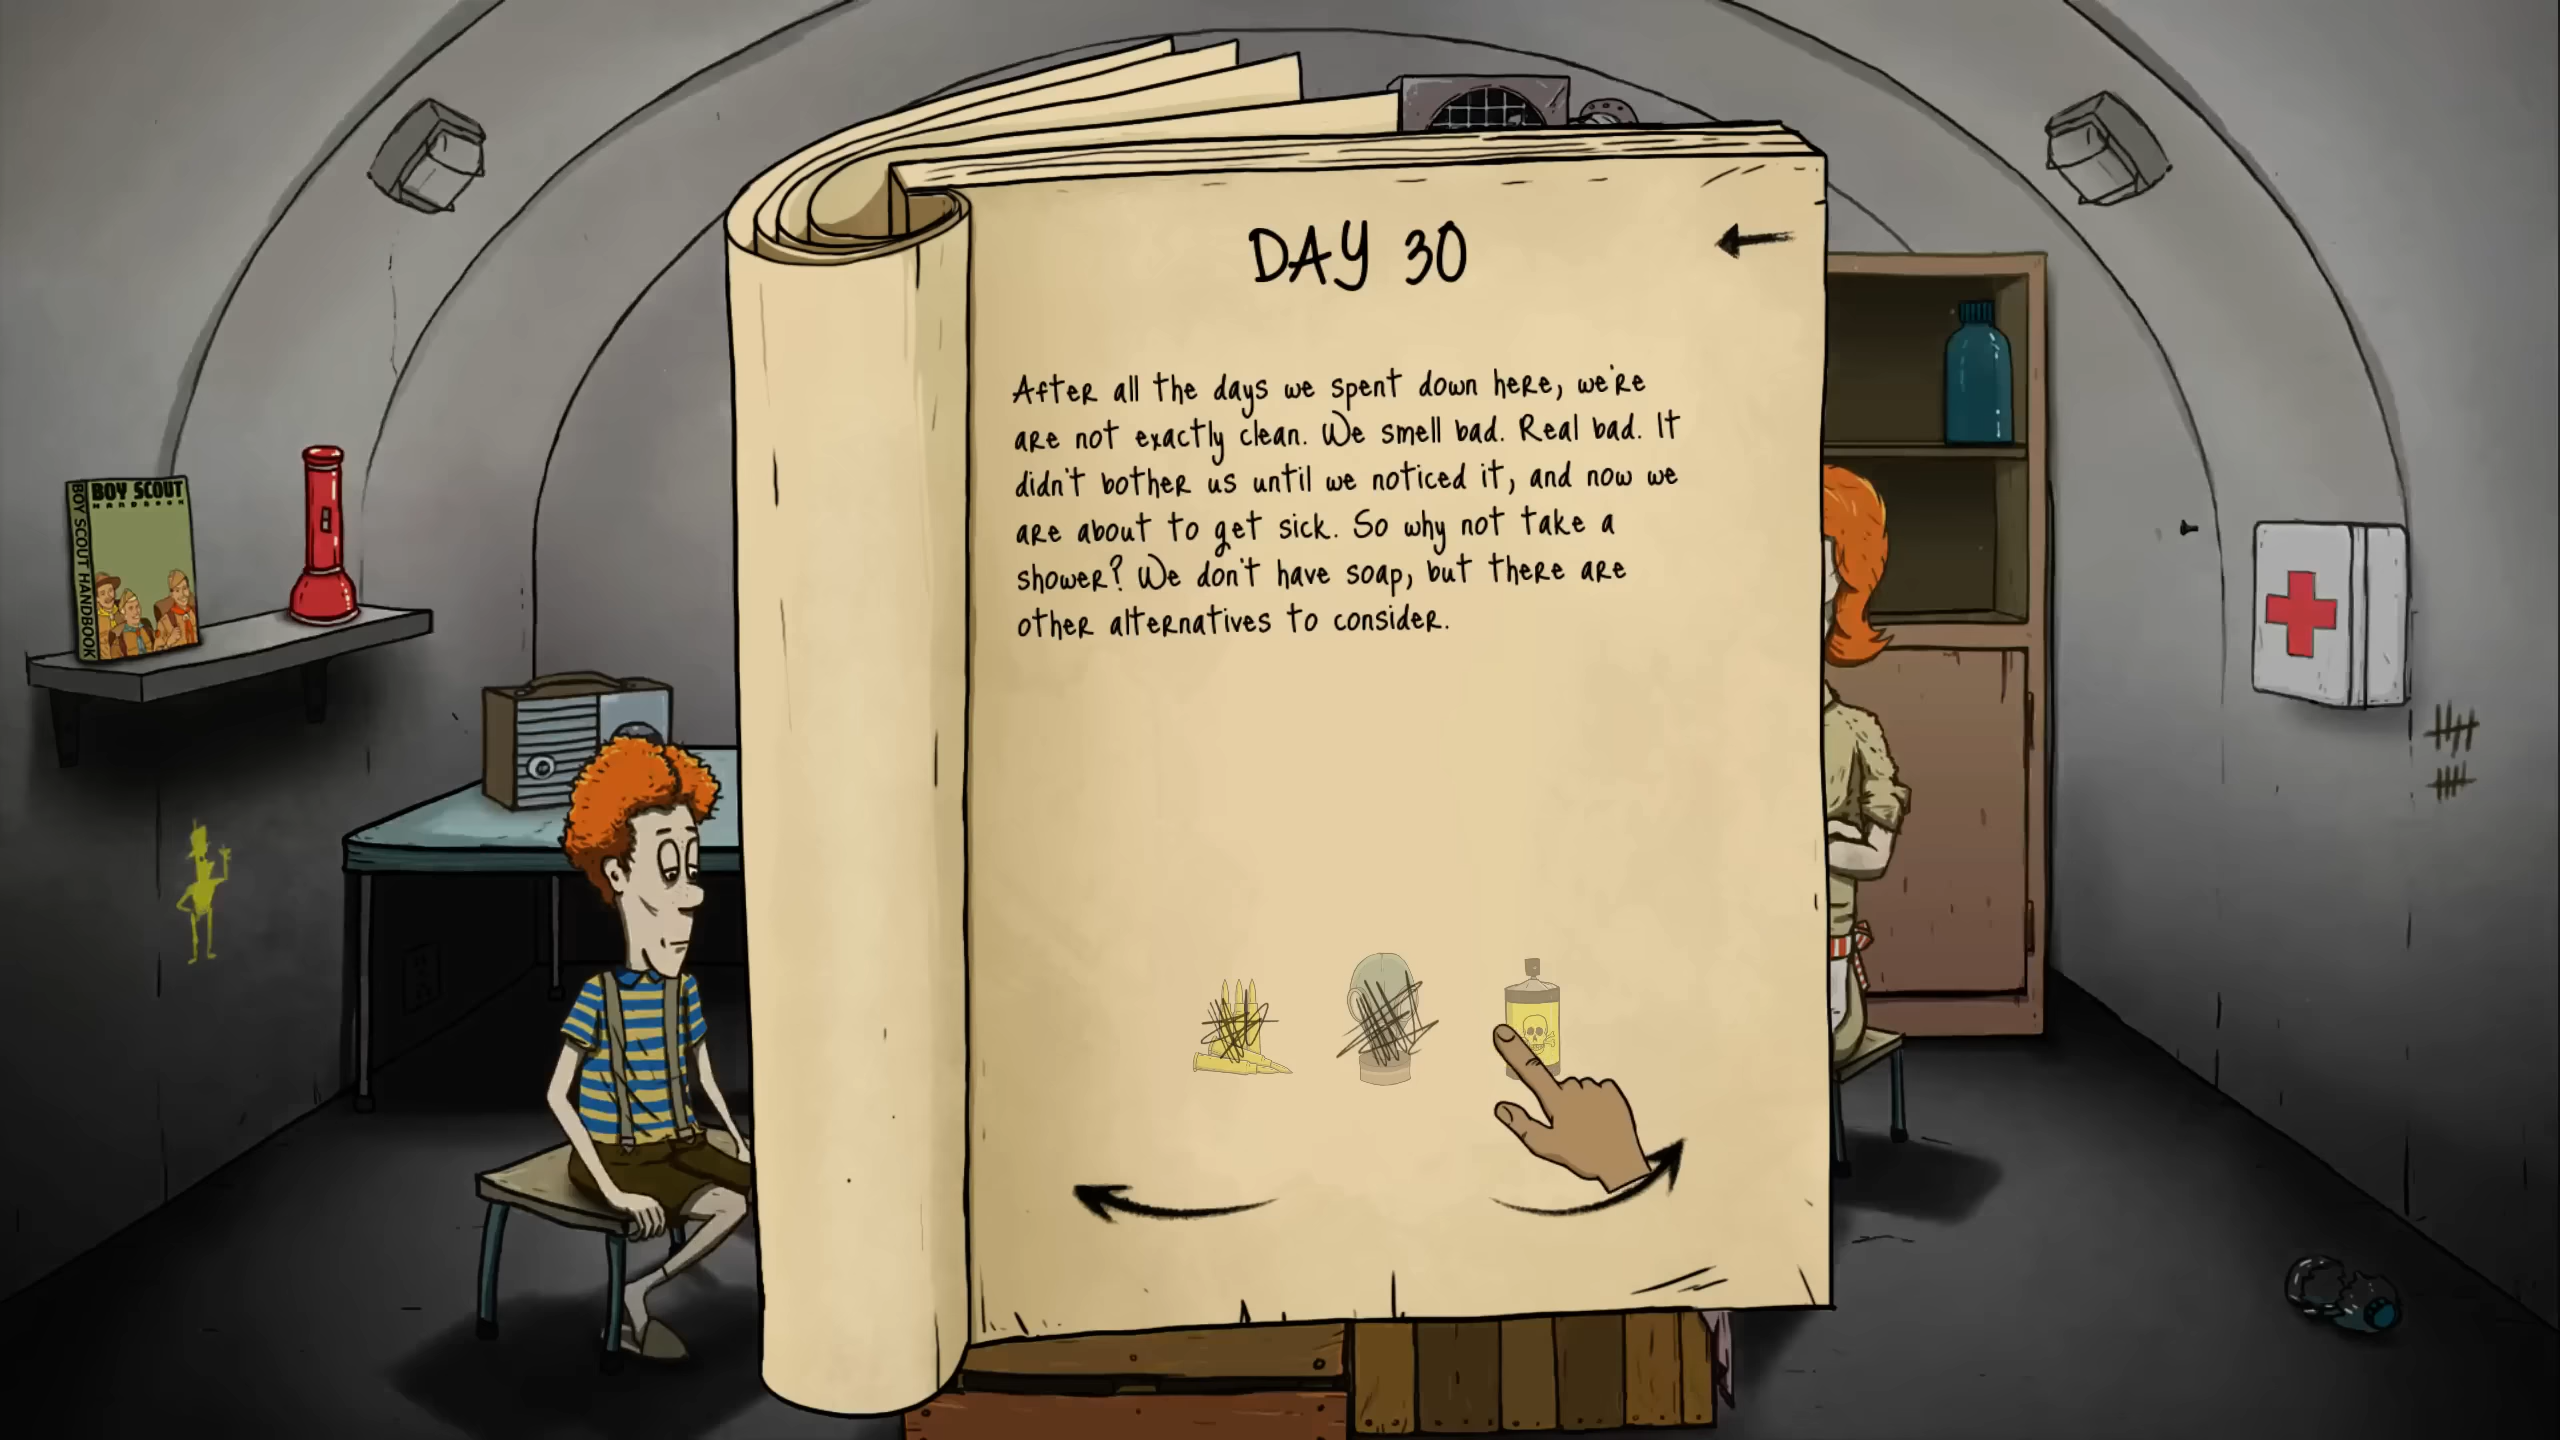 DAY 30
After all the days we spent down here, we're
are not exactly clean. We smell bad. Real bad. It
didn't bother us until we noticed it, and now we
are about to get sick. So why not take a
shower? We don't have soap, but there are
other alternatives to consider.
BOY SCOUT
HANDBOOK
BOY SCOUT HANDBOOK